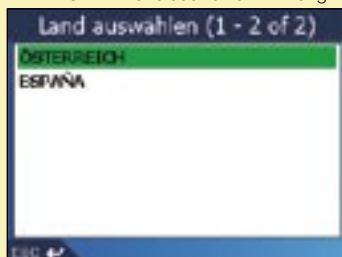 Land auswählen (1 - 2 of 2)
ÖSTERREICH
ESPAÑA
ESC